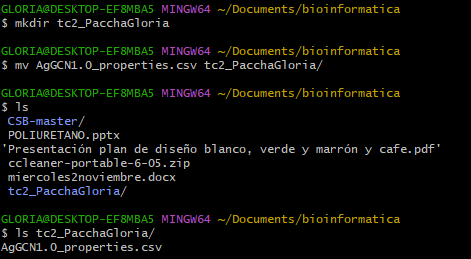 GLORIA@DESKTOP-EF8MBA5 MINGW64 ~/Documents/bioinformatica
$ mkdir tc2_PacchaGloria
GLORIA@DESKTOP-EF8MBA5 MINGW64 ~/Documents/bioinformatica
$ mv AgGCN1.0_properties.csv tc2_PacchaGloria/
GLORIA@DESKTOP-EF8MBA5 MINGW64 ~/Documents/bioinformatica
$ ls
CSB-master/
POLIURETANO.pptx
'Presentación plan de diseño blanco, verde y marrón y cafe.pdf'
ccleaner-portable-6-05.zip
miercoles2noviembre.docx
tc2_PacchaGloria/
GLORIA@DESKTOP-EF8MBA5 MINGW64 ~/Documents/bioinformatica
$ ls tc2_PacchaGloria/
AgGCN1.0_properties.csv